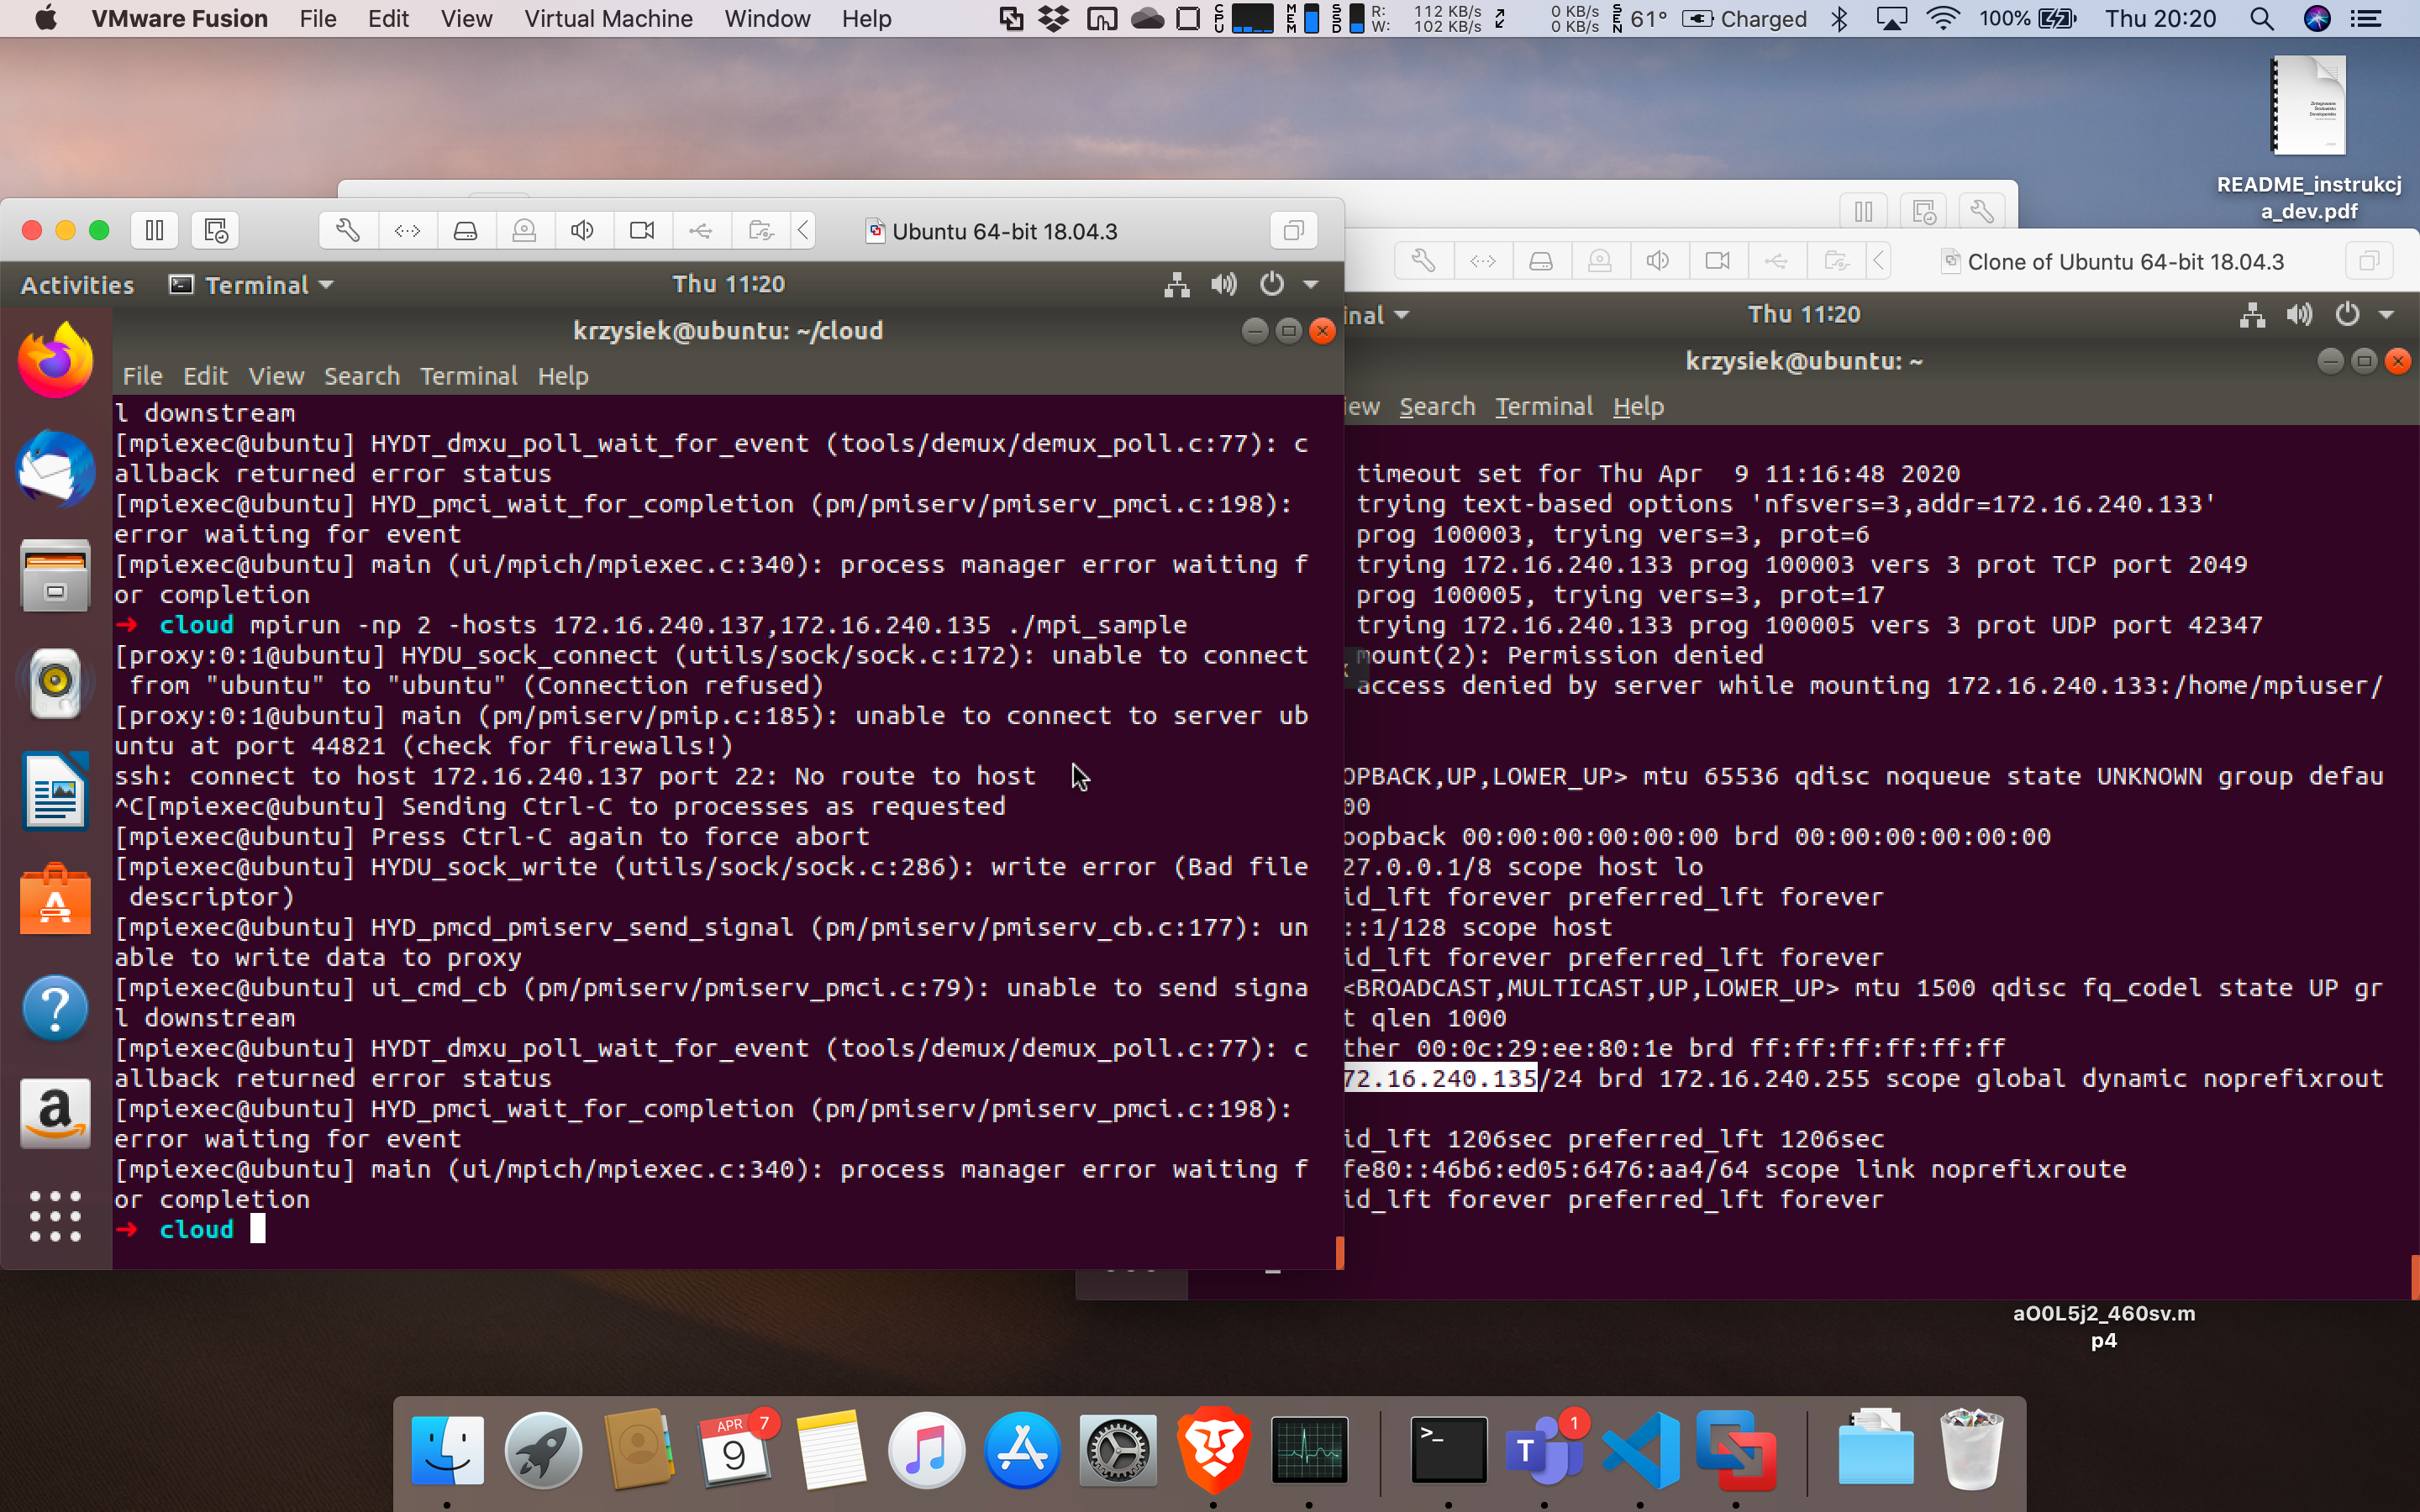 VMware Fusion File Edit View Virtual Machine Window Help
CPU MEM SSD R: 112 KB/s 0 KB/s SEN 61° Charged 100% Thu 20:20
W: 102 KB/s 0 KB/s
README_instrukcj
a_dev.pdf
Ubuntu 64-bit 18.04.3
Activities Terminal Thu 11:20
krzysiek@ubuntu: ~/cloud
File Edit View Search Terminal Help
l downstream
[mpiexec@ubuntu] HYDT_dmxu_poll_wait_for_event (tools/demux/demux_poll.c:77): c
allback returned error status
[mpiexec@ubuntu] HYD_pmci_wait_for_completion (pm/pmiserv/pmiserv_pmci.c:198):
error waiting for event
[mpiexec@ubuntu] main (ui/mpich/mpiexec.c:340): process manager error waiting f
or completion
➜ cloud mpirun -np 2 -hosts 172.16.240.137,172.16.240.135 ./mpi_sample
[proxy:0:1@ubuntu] HYDU_sock_connect (utils/sock/sock.c:172): unable to connect
from "ubuntu" to "ubuntu" (Connection refused)
[proxy:0:1@ubuntu] main (pm/pmiserv/pmip.c:185): unable to connect to server ub
untu at port 44821 (check for firewalls!)
ssh: connect to host 172.16.240.137 port 22: No route to host
^C[mpiexec@ubuntu] Sending Ctrl-C to processes as requested
[mpiexec@ubuntu] Press Ctrl-C again to force abort
[mpiexec@ubuntu] HYDU_sock_write (utils/sock/sock.c:286): write error (Bad file
descriptor)
[mpiexec@ubuntu] HYD_pmcd_pmiserv_send_signal (pm/pmiserv/pmiserv_cb.c:177): un
able to write data to proxy
[mpiexec@ubuntu] ui_cmd_cb (pm/pmiserv/pmiserv_pmci.c:79): unable to send signa
l downstream
[mpiexec@ubuntu] HYDT_dmxu_poll_wait_for_event (tools/demux/demux_poll.c:77): c
allback returned error status
[mpiexec@ubuntu] HYD_pmci_wait_for_completion (pm/pmiserv/pmiserv_pmci.c:198):
error waiting for event
[mpiexec@ubuntu] main (ui/mpich/mpiexec.c:340): process manager error waiting f
or completion
➜ cloud
Clone of Ubuntu 64-bit 18.04.3
inal Thu 11:20
krzysiek@ubuntu: ~
iew Search Terminal Help
timeout set for Thu Apr 9 11:16:48 2020
trying text-based options 'nfsvers=3,addr=172.16.240.133'
prog 100003, trying vers=3, prot=6
trying 172.16.240.133 prog 100003 vers 3 prot TCP port 2049
prog 100005, trying vers=3, prot=17
trying 172.16.240.133 prog 100005 vers 3 prot UDP port 42347
mount(2): Permission denied
access denied by server while mounting 172.16.240.133:/home/mpiuser/
OPBACK,UP,LOWER_UP> mtu 65536 qdisc noqueue state UNKNOWN group defau
00
oopback 00:00:00:00:00:00 brd 00:00:00:00:00:00
27.0.0.1/8 scope host lo
id_lft forever preferred_lft forever
::1/128 scope host
id_lft forever preferred_lft forever
<BROADCAST,MULTICAST,UP,LOWER_UP> mtu 1500 qdisc fq_codel state UP gr
t qlen 1000
ther 00:0c:29:ee:80:1e brd ff:ff:ff:ff:ff:ff
72.16.240.135/24 brd 172.16.240.255 scope global dynamic noprefixrout
id_lft 1206sec preferred_lft 1206sec
fe80::46b6:ed05:6476:aa4/64 scope link noprefixroute
id_lft forever preferred_lft forever
aO0L5j2_460sv.m
p4
APR 7
9
>_
T 1